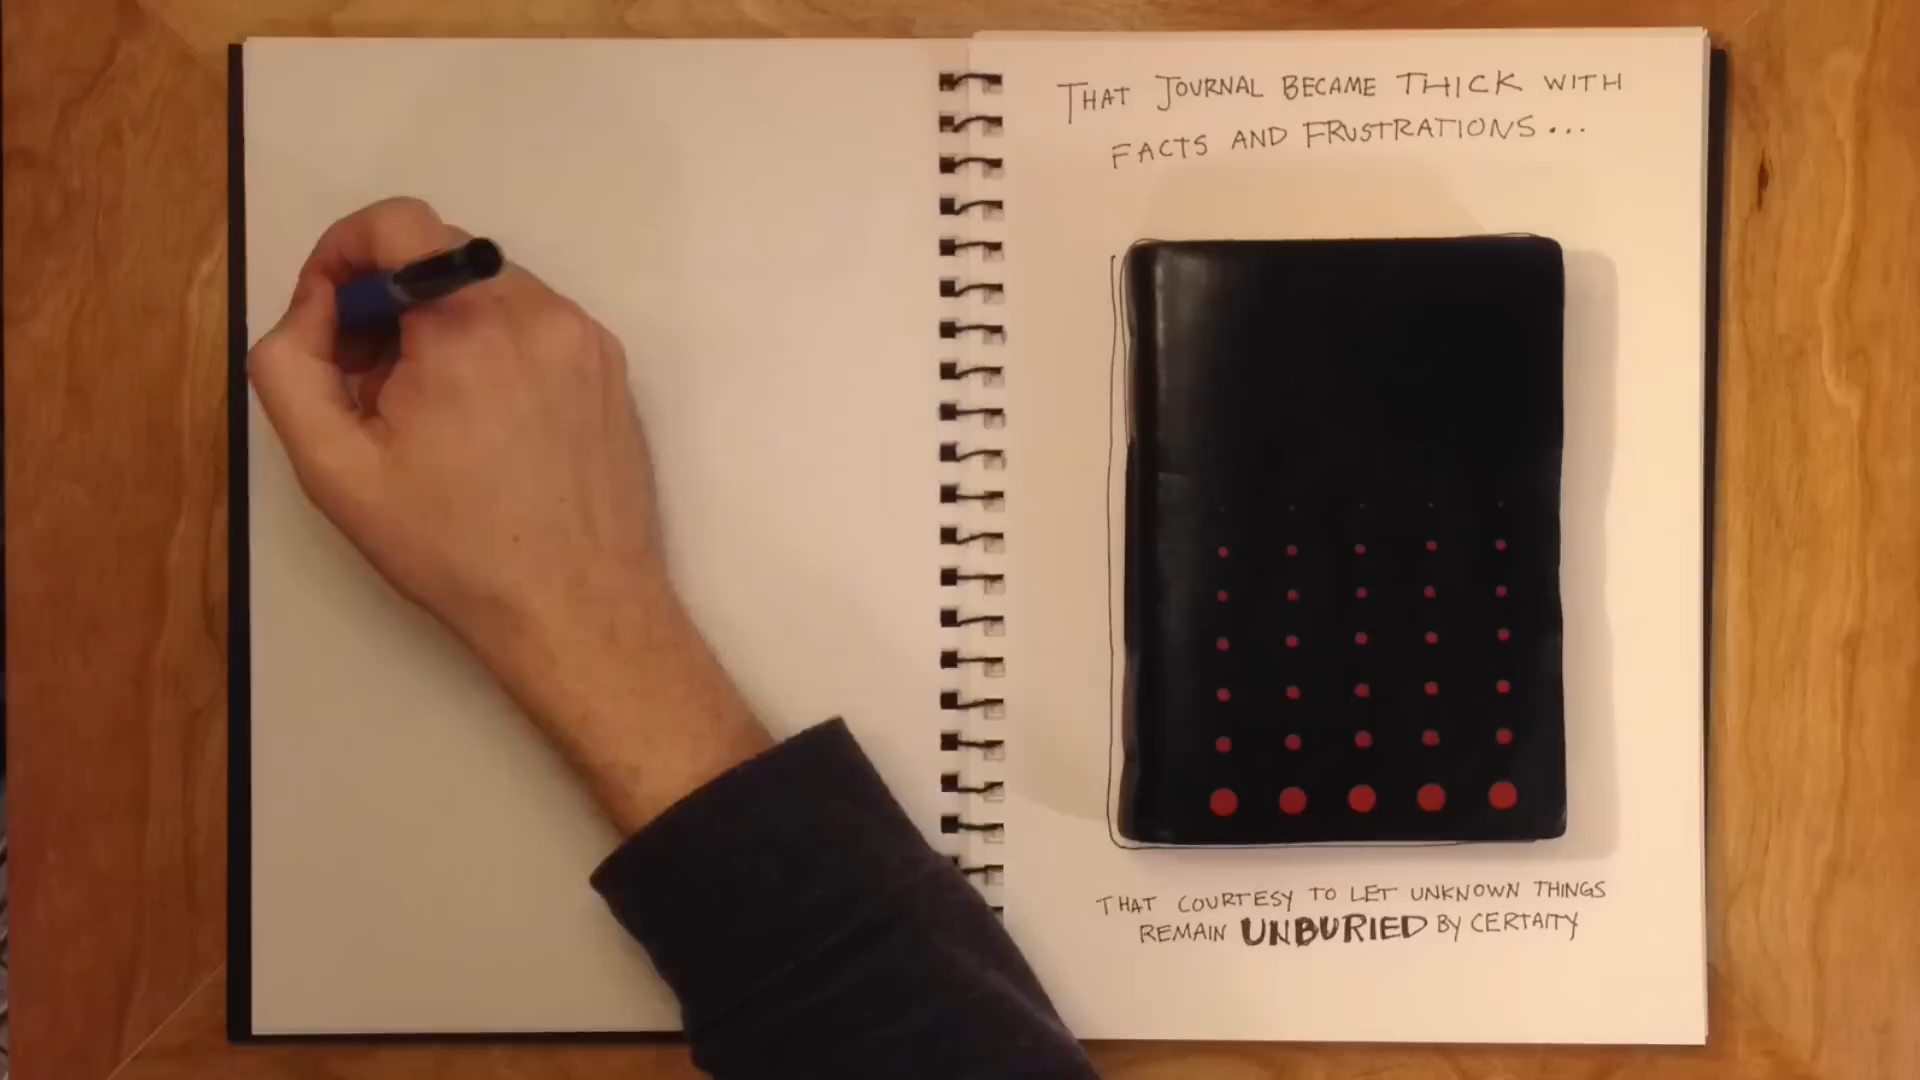 THAT JOURNAL BECAME THICK WITH
FACTS AND FRUSTRATIONS...
THAT COURTESY TO LET UNKNOWN THINGS
REMAIN UNBURIED BY CERTAITY